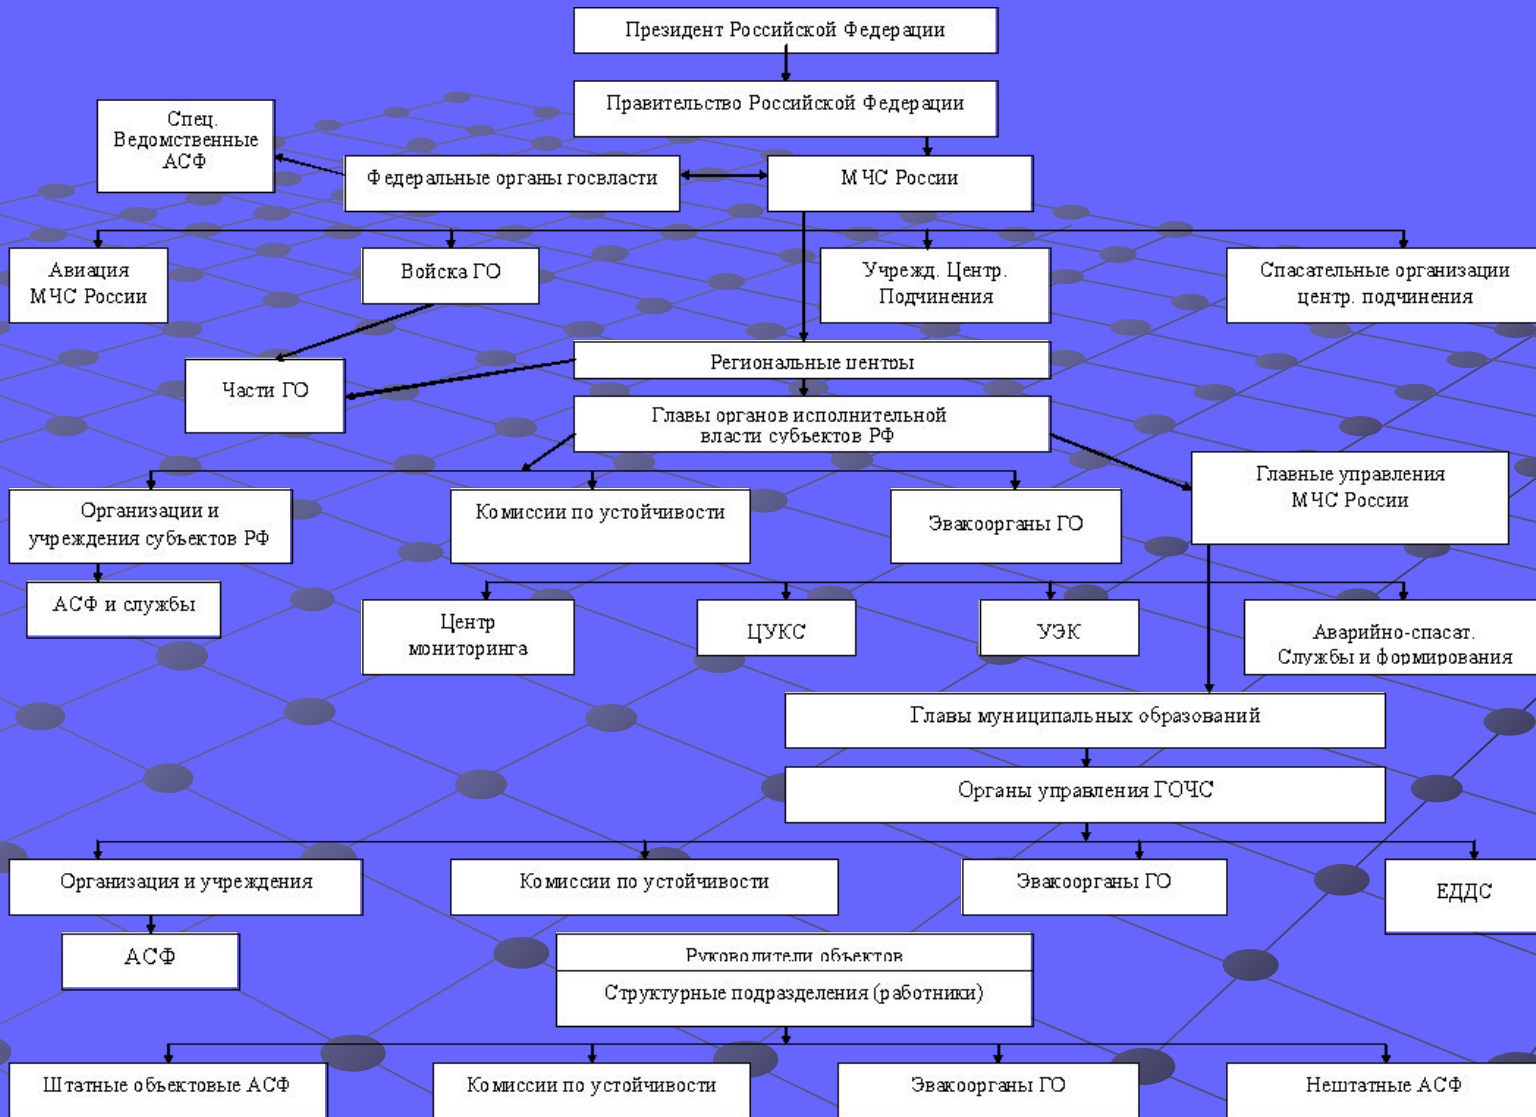 Президент Российской Федерации
Правительство Российской Федерации
Спец.
Ведомственные
АСФ
Федеральные органы госвласти
МЧС России
Авиация
МЧС России
Войска ГО
Учрежд. Центр.
Подчинения
Спасательные организации
центр. подчинения
Части ГО
Региональные центры
Главы органов исполнительной
власти субъектов РФ
Главные управления
МЧС России
Организации и
учреждения субъектов РФ
Комиссии по устойчивости
Эвакоорганы ГО
АСФ и службы
Центр
мониторинга
ЦУКС
УЭК
Аварийно-спасат.
Службы и формирования
Главы муниципальных образований
Органы управления ГОЧС
Организация и учреждения
Комиссии по устойчивости
Эвакоорганы ГО
ЕДДС
АСФ
Руководители объектов
Структурные подразделения (работники)
Штатные объектовые АСФ
Комиссии по устойчивости
Эвакоорганы ГО
Нештатные АСФ